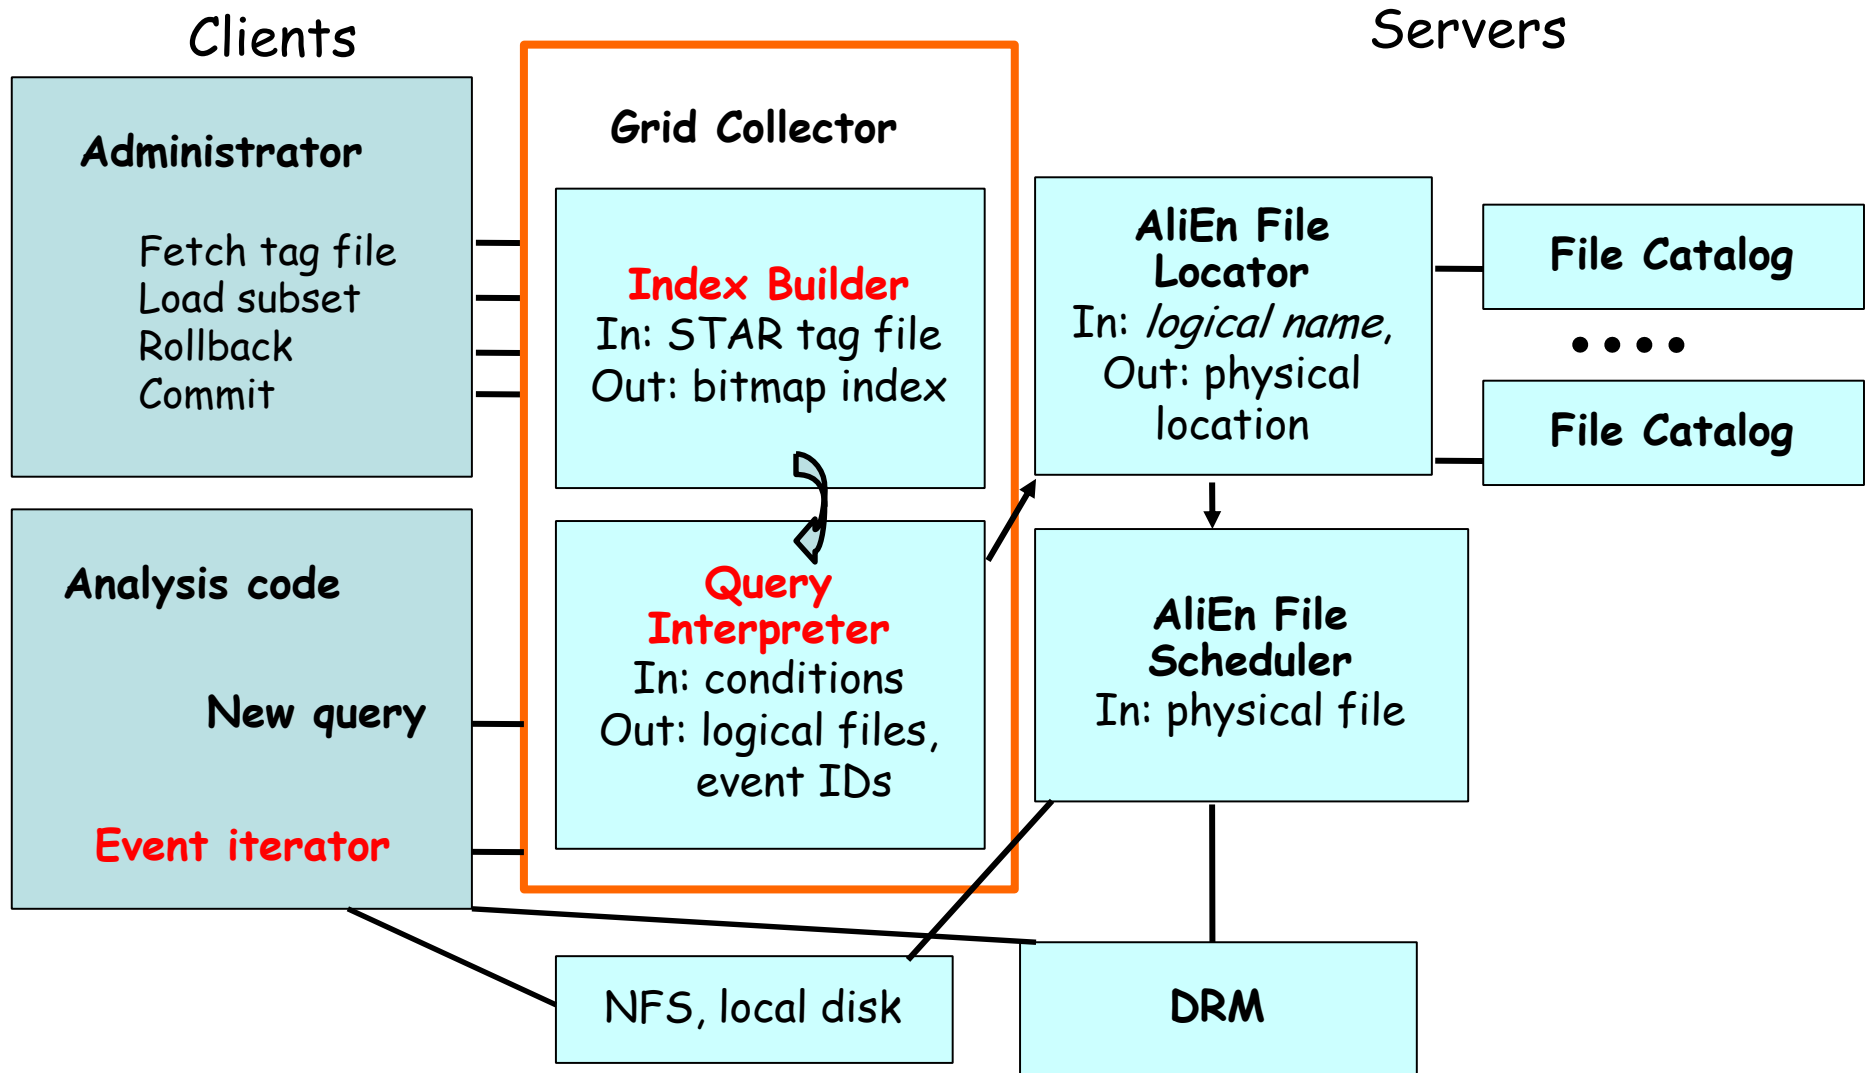 Clients
Servers
Administrator
Fetch tag file
Load subset
Rollback
Commit
Analysis code
New query
Event iterator
Grid Collector
Index Builder
In: STAR tag file
Out: bitmap index
Query
Interpreter
In: conditions
Out: logical files,
event IDs
AliEn File
Locator
In: logical name,
Out: physical
location
File Catalog
File Catalog
AliEn File
Scheduler
In: physical file
NFS, local disk
DRM